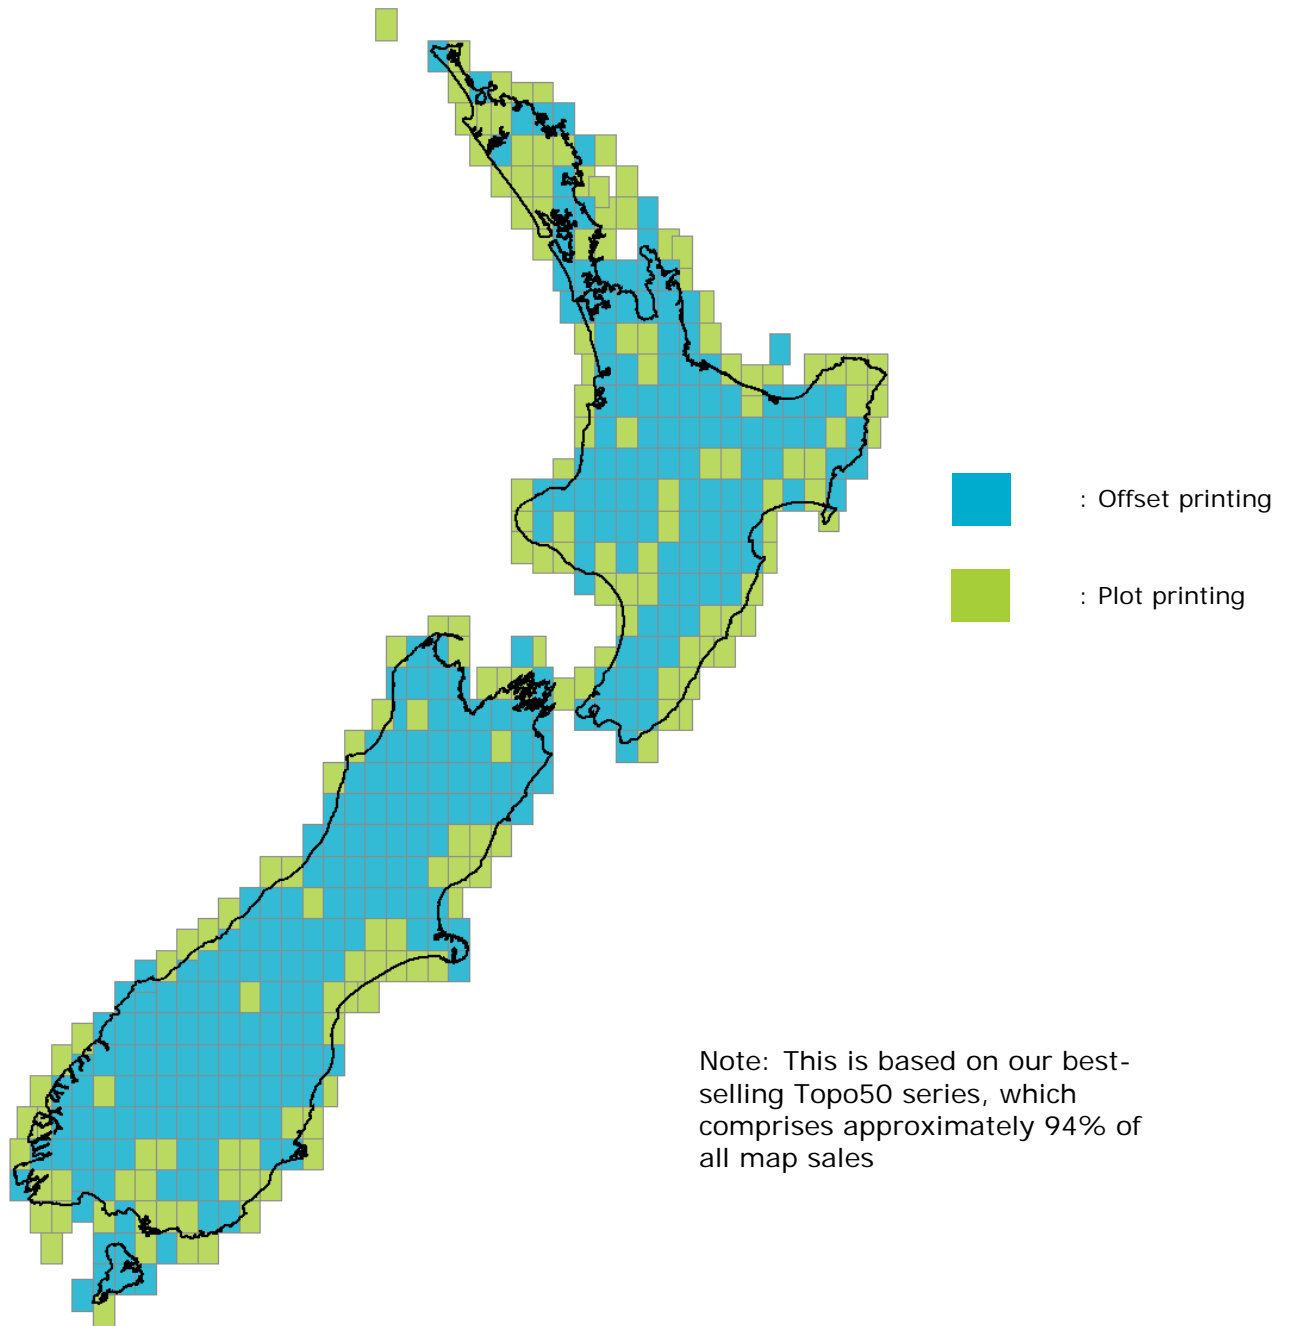 : Offset printing
: Plot printing
Note: This is based on our best-
selling Topo50 series, which
comprises approximately 94% of
all map sales